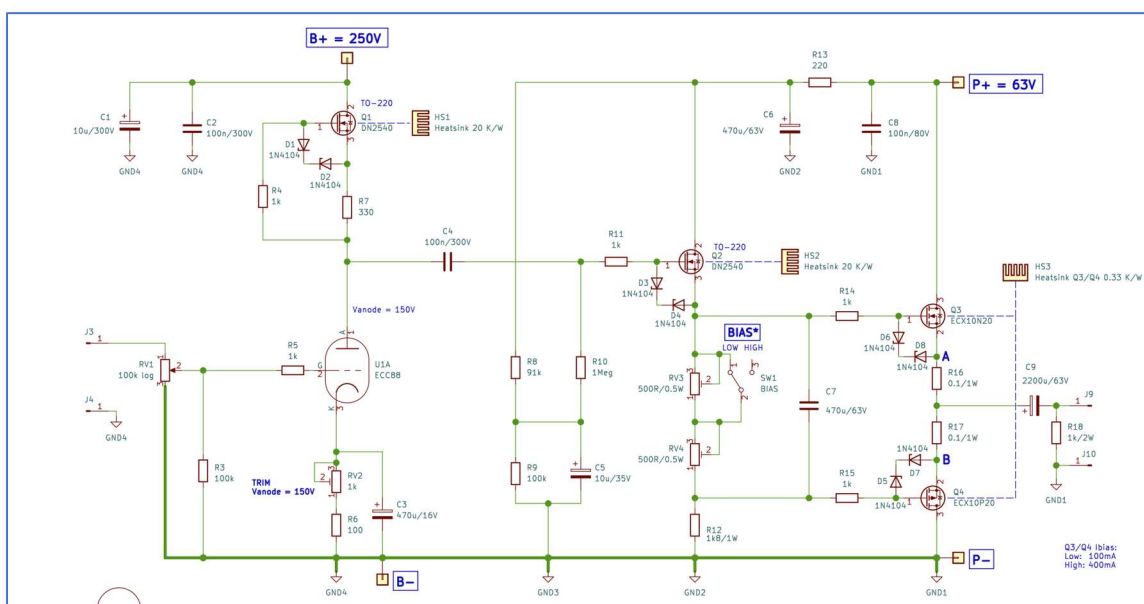 B+ = 250V
R13
220
P+ = 63V
TO-220
C1
10u/300V
C2
100n/300V
Q1
DN2540
HS1
Heatsink 20 K/W
C6
470u/63V
C8
100n/80V
GND4
GND4
GND2
GND1
D1
1N4104
D2
1N4104
R4
1k
R7
330
C4
100n/300V
R11
1k
TO-220
Q2
DN2540
HS2
Heatsink 20 K/W
HS3
Heatsink Q3/Q4 0.33 K/W
D3
1N4104
D4
1N4104
R14
1k
Q3
ECX10N20
Vanode = 150V
BIAS*
LOW HIGH
D6
1N4104
D8
1N4104
A
J3
1
RV1
100k log
R5
1k
A
G
K
1
2
3
U1A
ECC88
R8
91k
R10
1Meg
RV3
500R/0.5W
SW1
BIAS
C7
470u/63V
R16
0.1/1W
C9
2200u/63V
J9
1
J4
1
GND4
R17
0.1/1W
R18
1k/2W
RV4
500R/0.5W
1N4104
D7
B
J10
1
R3
100k
TRIM
Vanode = 150V
RV2
1k
R9
100k
C5
10u/35V
D5
1N4104
R15
1k
Q4
ECX10P20
GND1
C3
470u/16V
R6
100
R12
1k8/1W
Q3/Q4 Ibias:
Low: 100mA
High: 400mA
P-
GND4
B-
GND3
GND2
GND1